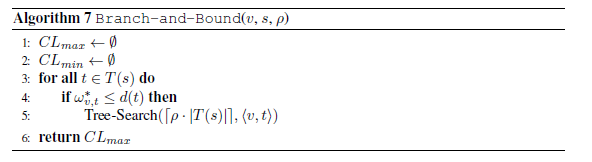 Algorithm 7 Branch-and-Bound(v, s, ρ)
1: CL_max ← ∅
2: CL_min ← ∅
3: for all t ∈ T(s) do
4: if ω*_{v,t} ≤ d(t) then
5: Tree-Search(⌈ρ · |T(s)|⌉, ⟨v, t⟩)
6: return CL_max